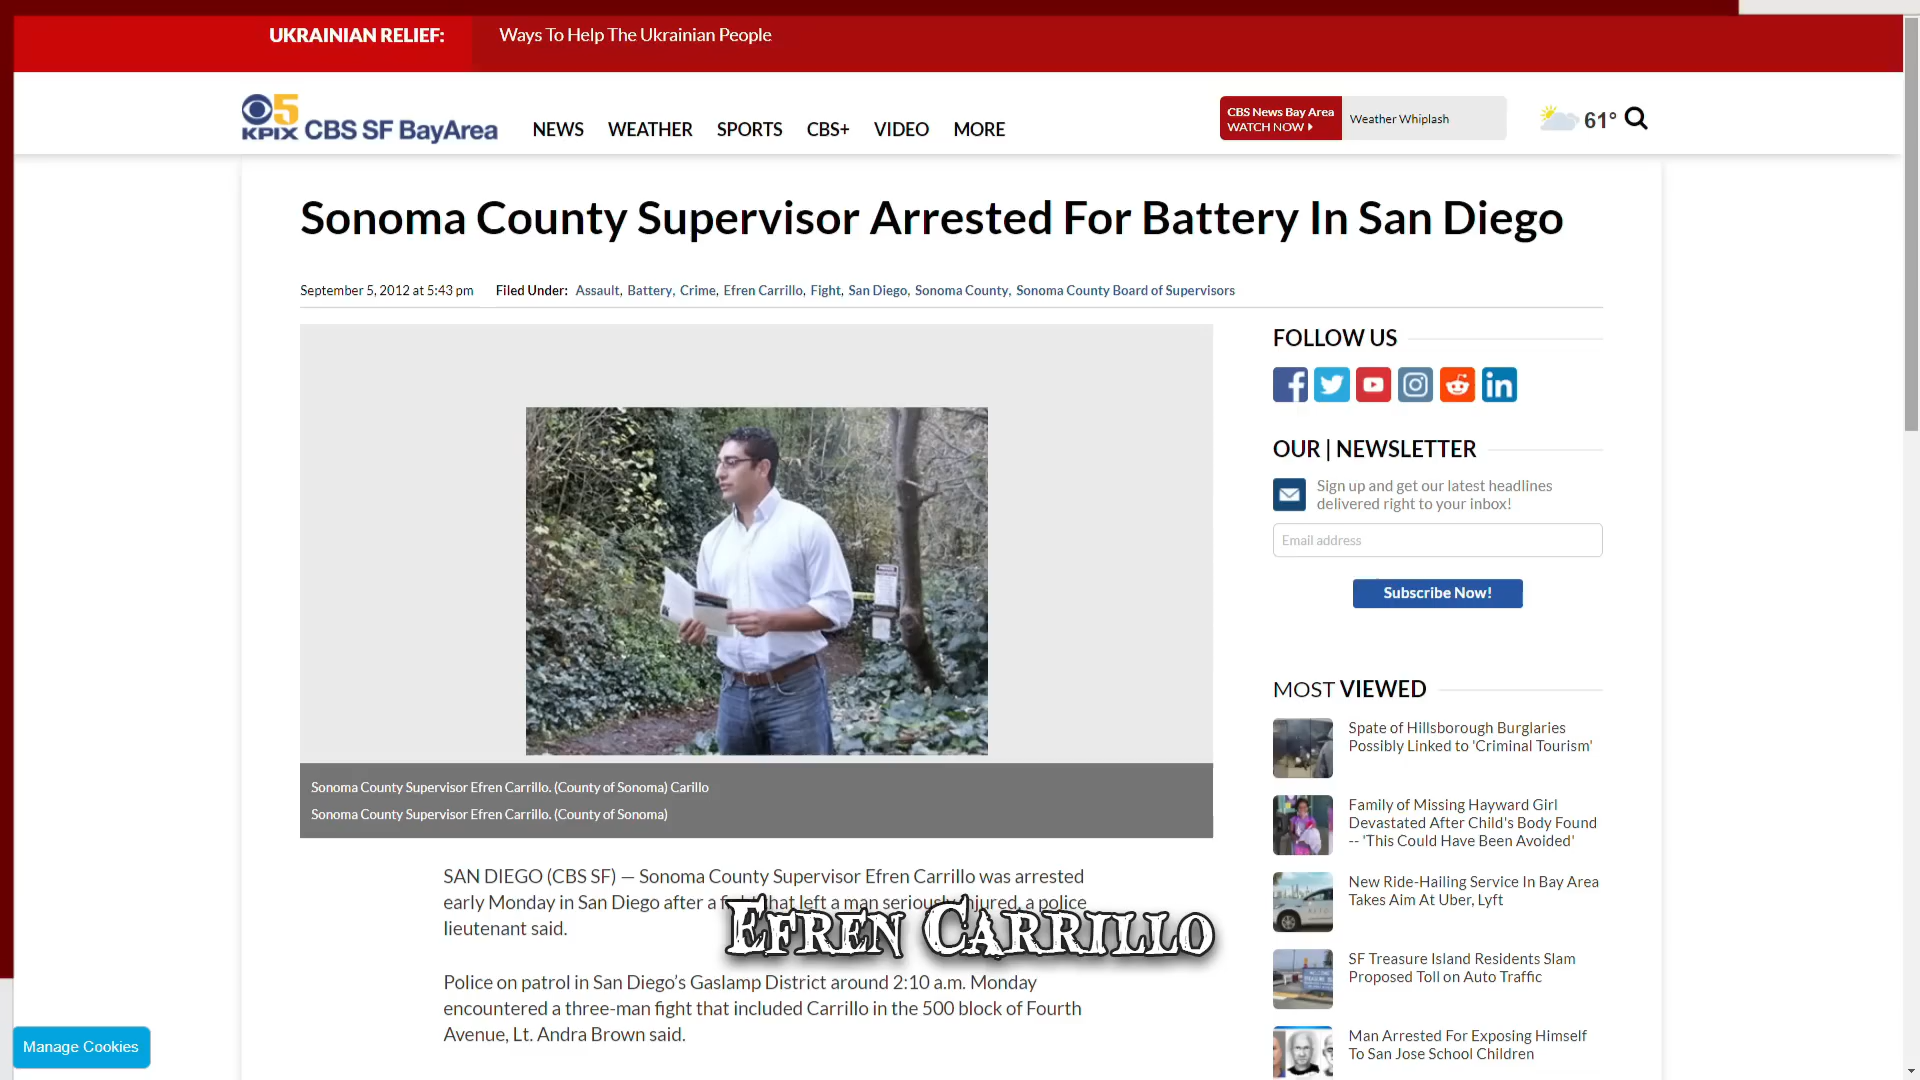 UKRAINIAN RELIEF:
Ways To Help The Ukrainian People
5
KPIX CBS SF BayArea
NEWS
WEATHER
SPORTS
CBS+
VIDEO
MORE
CBS News Bay Area
WATCH NOW
Weather Whiplash
61°
Sonoma County Supervisor Arrested For Battery In San Diego
September 5, 2012 at 5:43 pm
Filed Under: Assault, Battery, Crime, Efren Carrillo, Fight, San Diego, Sonoma County, Sonoma County Board of Supervisors
Sonoma County Supervisor Efren Carrillo. (County of Sonoma) Carillo
Sonoma County Supervisor Efren Carrillo. (County of Sonoma)
SAN DIEGO (CBS SF) — Sonoma County Supervisor Efren Carrillo was arrested
early Monday in San Diego after a that left a man seriously injured, a police
lieutenant said.
EFREN CARRILLO
Police on patrol in San Diego's Gaslamp District around 2:10 a.m. Monday
encountered a three-man fight that included Carrillo in the 500 block of Fourth
Avenue, Lt. Andra Brown said.
FOLLOW US
OUR | NEWSLETTER
Sign up and get our latest headlines
delivered right to your inbox!
Email address
Subscribe Now!
MOST VIEWED
Spate of Hillsborough Burglaries
Possibly Linked to 'Criminal Tourism'
Family of Missing Hayward Girl
Devastated After Child's Body Found
-- 'This Could Have Been Avoided'
New Ride-Hailing Service In Bay Area
Takes Aim At Uber, Lyft
SF Treasure Island Residents Slam
Proposed Toll on Auto Traffic
Man Arrested For Exposing Himself
To San Jose School Children
Manage Cookies